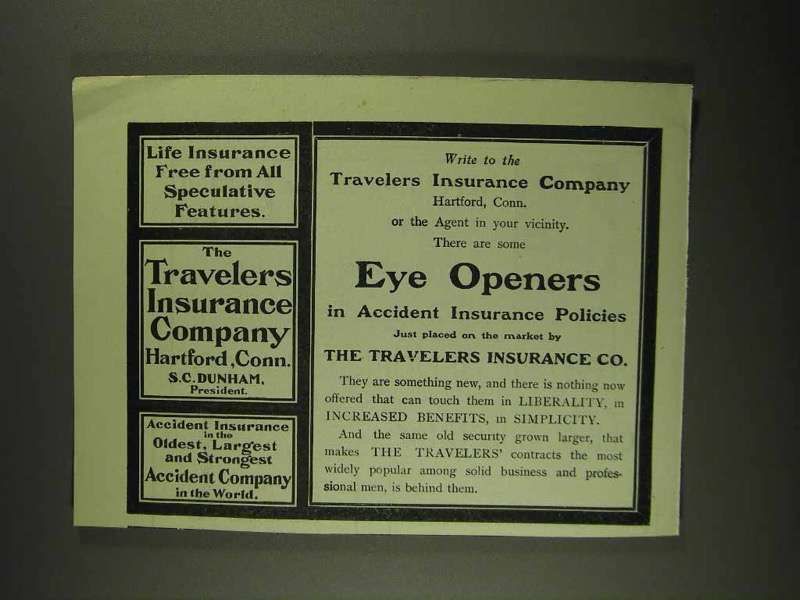 Life Insurance
Free from All
Speculative
Features.
The
Travelers
Insurance
Company
Hartford, Conn.
S.C. DUNHAM,
President.
Accident Insurance
in the
Oldest, Largest
and Strongest
Accident Company
in the World.
Write to the
Travelers Insurance Company
Hartford, Conn.
or the Agent in your vicinity.
There are some
Eye Openers
in Accident Insurance Policies
Just placed on the market by
THE TRAVELERS INSURANCE CO.
They are something new, and there is nothing now
offered that can touch them in LIBERALITY, in
INCREASED BENEFITS, in SIMPLICITY.
And the same old security grown larger, that
makes THE TRAVELERS' contracts the most
widely popular among solid business and profes-
sional men, is behind them.